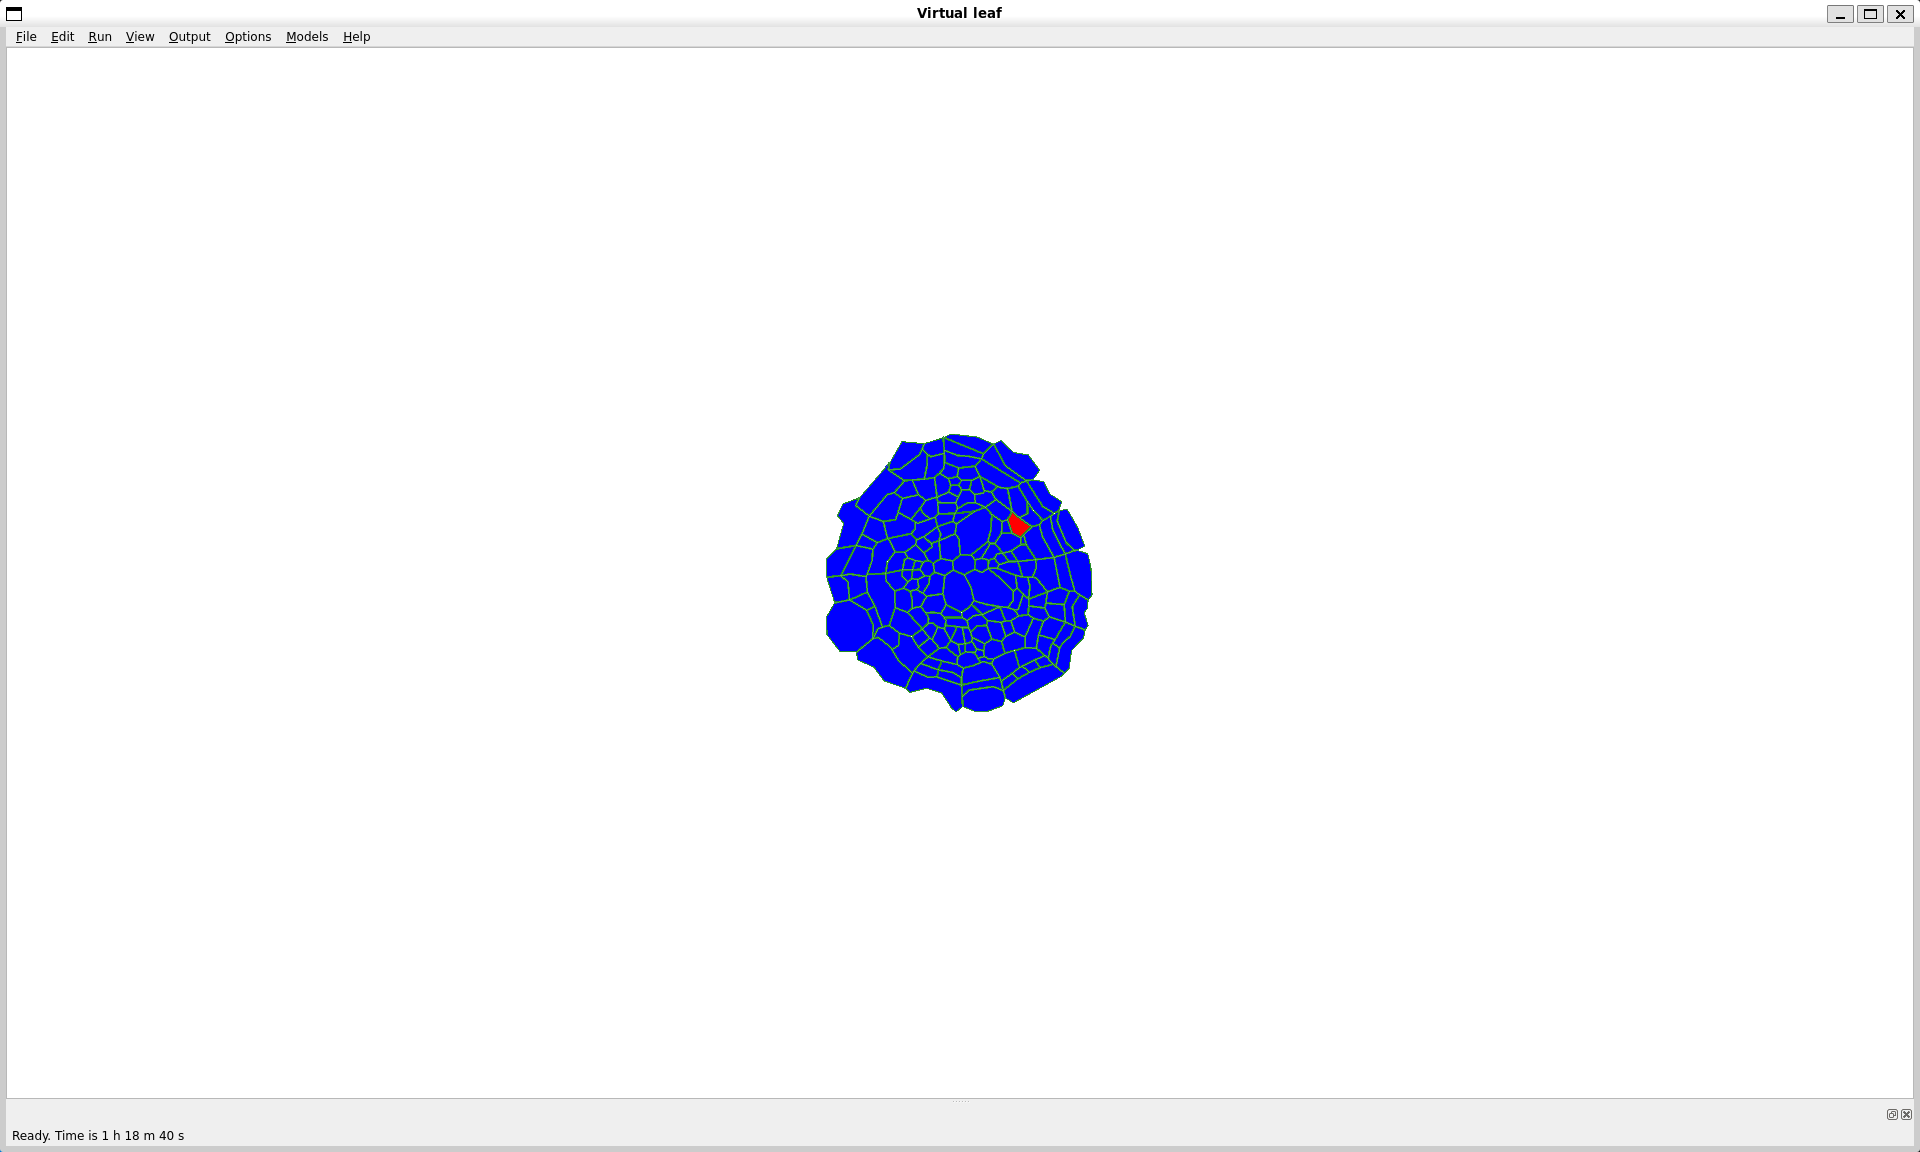 Virtual leaf
File Edit Run View Output Options Models Help
Ready. Time is 1 h 18 m 40 s